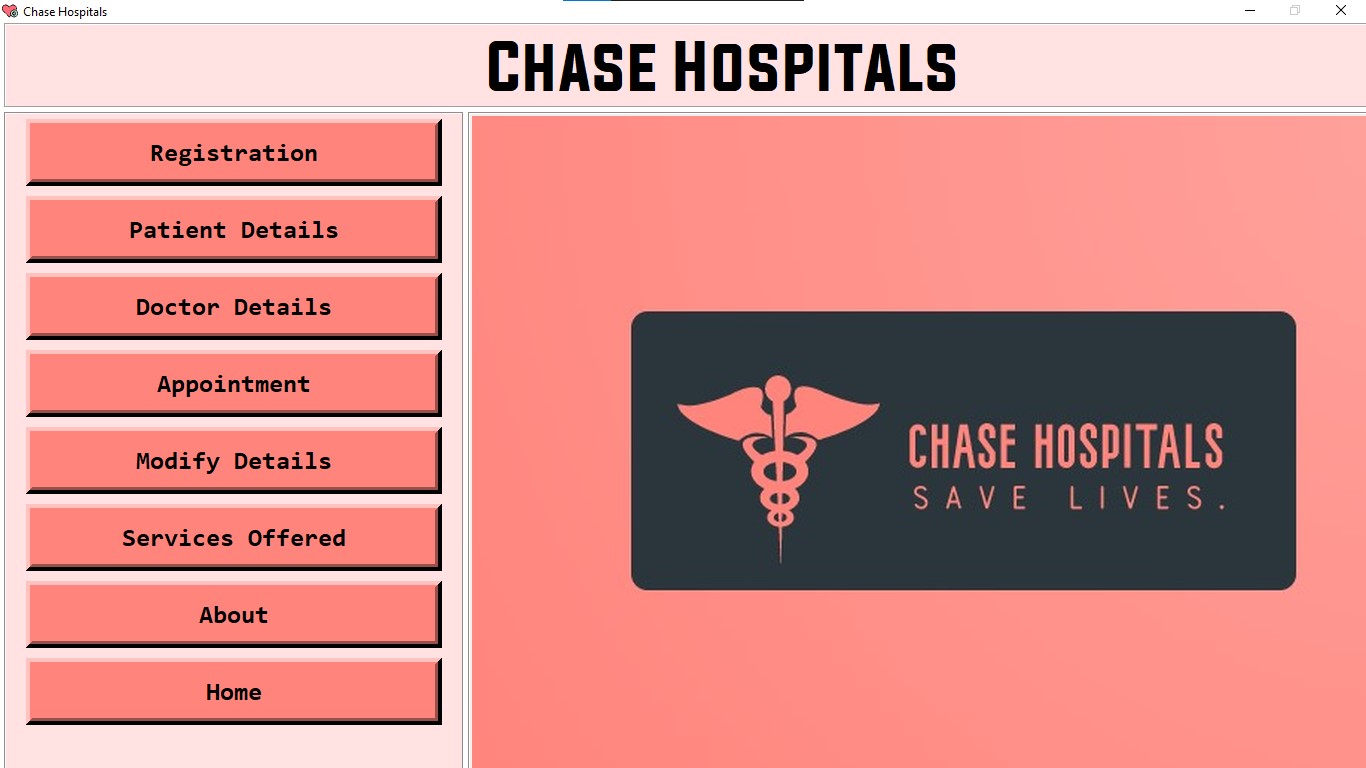 Chase Hospitals
CHASE HOSPITALS
Registration
Patient Details
Doctor Details
Appointment
Modify Details
Services Offered
About
Home
CHASE HOSPITALS
SAVE LIVES.